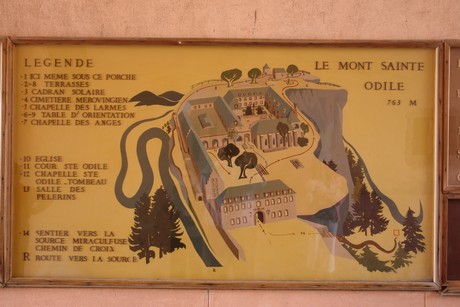 LEGENDE
1 ICI MEME SOUS CE PORCHE
2-8 TERRASSES
3 CADRAN SOLAIRE
4 CIMETIERE MEROVINGIEN
7 CHAPELLE DES LARMES
6-9 TABLE D'ORIENTATION
7 CHAPELLE DES ANGES
10 EGLISE
11 COUR STE ODILE
12 CHAPELLE STE
ODILE.TOMBEAU
13 SALLE DES
PELERINS
14 SENTIER VERS LA
SOURCE MIRACULEUSE
CHEMIN DE CROIX
R ROUTE VERS LA SOURCE
LE MONT SAINTE
ODILE
763 M